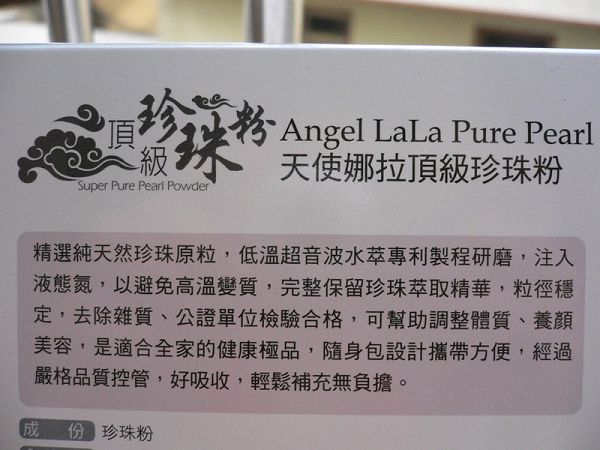 頂級珍珠粉
Super Pure Pearl Powder
Angel LaLa Pure Pearl
天使娜拉頂級珍珠粉
精選純天然珍珠原粒，低溫超音波水萃專利製程研磨，注入
液態氮，以避免高溫變質，完整保留珍珠萃取精華，粒徑穩
定，去除雜質、公證單位檢驗合格，可幫助調整體質、養顏
美容，是適合全家的健康極品，隨身包設計攜帶方便，經過
嚴格品質控管，好吸收，輕鬆補充無負擔。
成 份 珍珠粉